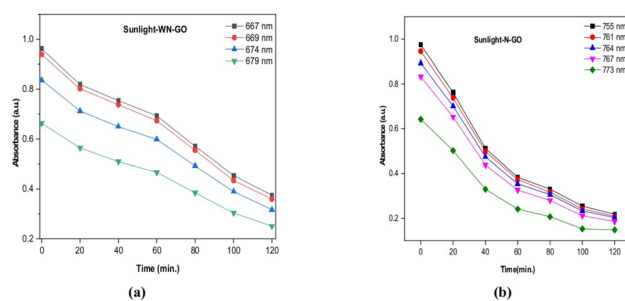 Sunlight-WN-GO
667 nm
669 nm
674 nm
679 nm
1.0
0.8
0.6
0.4
0.2
Absorbance (a.u.)
0 20 40 60 80 100 120
Time (min.)
(a)
Sunlight-N-GO
755 nm
761 nm
764 nm
767 nm
773 nm
1.0
0.8
0.6
0.4
0.2
Absorbance (a.u)
0 20 40 60 80 100 120
Time(min.)
(b)